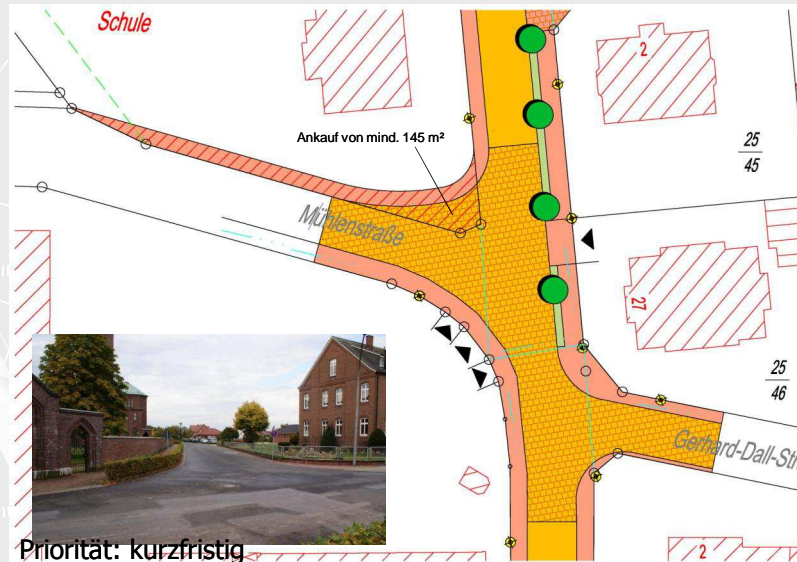 Schule
2
Ankauf von mind. 145 m²
25
45
Mühlenstraße
27
25
46
Gerhard-Dall-Str
Priorität: kurzfristig
2